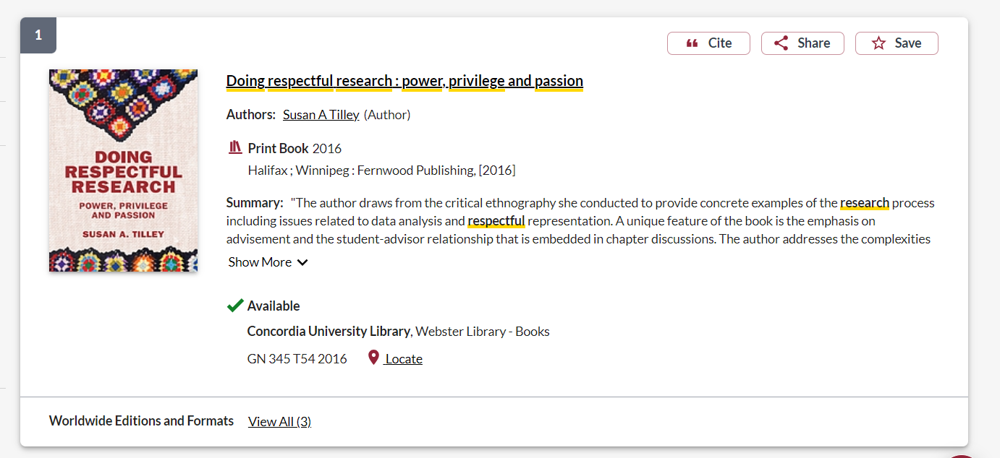 1
Cite
Share
Save
DOING
RESPECTFUL
RESEARCH
POWER, PRIVILEGE
AND PASSION
SUSAN A. TILLEY
Doing respectful research : power, privilege and passion
Authors: Susan A Tilley (Author)
Print Book 2016
Halifax ; Winnipeg : Fernwood Publishing, [2016]
Summary: "The author draws from the critical ethnography she conducted to provide concrete examples of the research process
including issues related to data analysis and respectful representation. A unique feature of the book is the emphasis on
advisement and the student-advisor relationship that is embedded in chapter discussions. The author addresses the complexities
Show More
Available
Concordia University Library, Webster Library - Books
GN 345 T54 2016 Locate
Worldwide Editions and Formats View All (3)